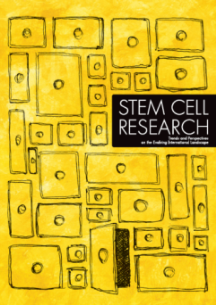 STEM CELL
RESEARCH
Trends and Perspectives
on the Evolving International Landscape